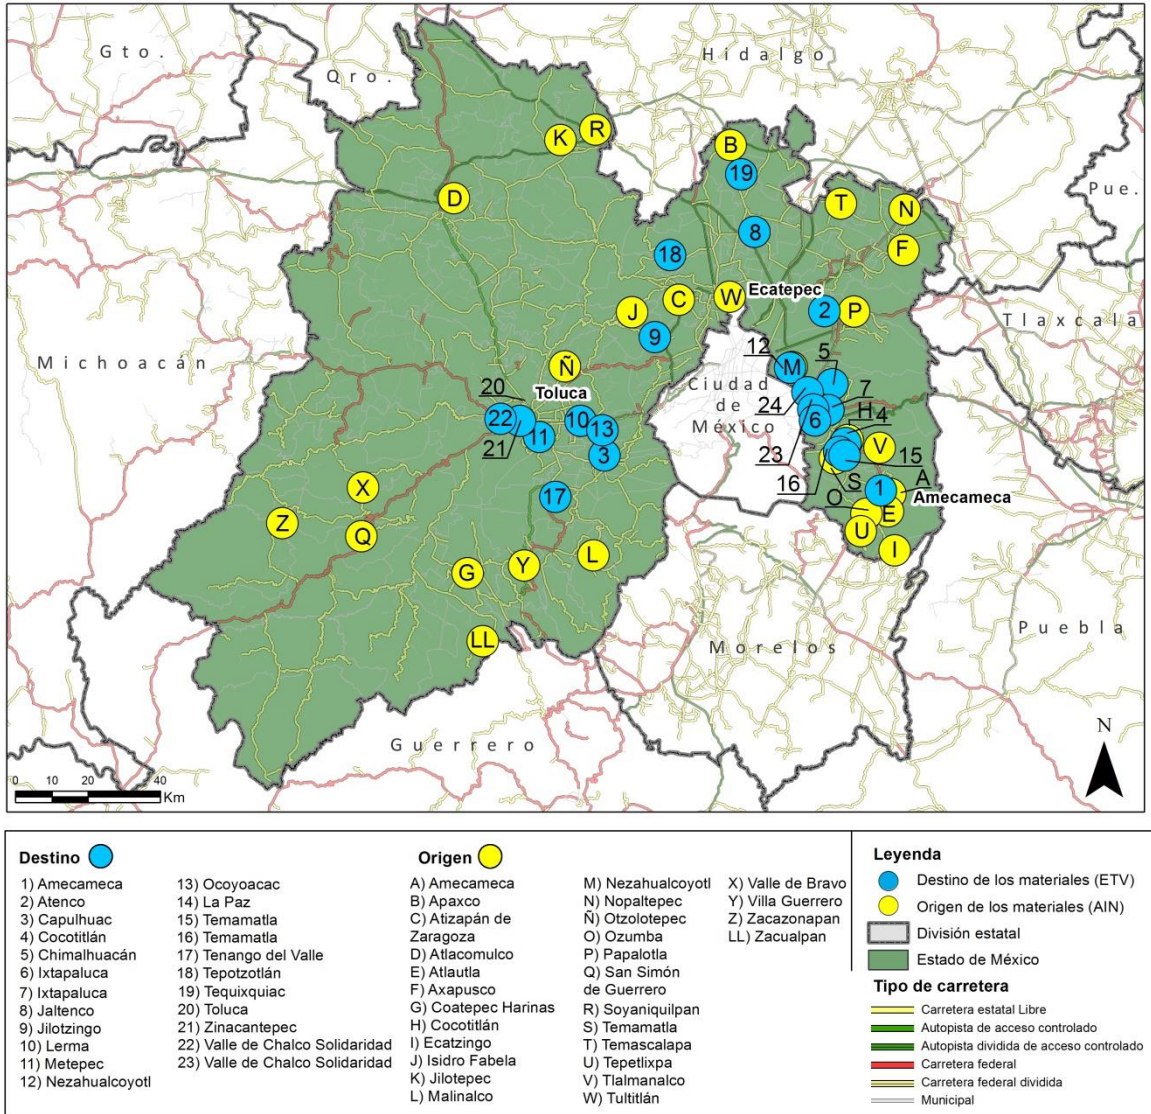 Gto.
Qro.
Hidalgo
Pue.
Tlaxcala
Michoacán
Ciudad
de
México
Morelos
Puebla
Guerrero
Ecatepec
Toluca
Amecameca
K
R
B
19
D
T
N
8
F
18
C
W
J
2
P
9
12
M
5
Ñ
20
24
7
H
4
22
10
13
6
21
11
3
23
V
15
16
S
A
X
17
1
O
E
Z
Q
U
I
G
Y
L
LL
N
0 20 40
Km
Destino
1) Amecameca
2) Atenco
3) Capulhuac
4) Cocotitlán
5) Chimalhuacán
6) Ixtapaluca
7) Ixtapaluca
8) Jaltenco
9) Jilotzingo
10) Lerma
11) Metepec
12) Nezahualcoyotl
13) Ocoyoacac
14) La Paz
15) Temamatla
16) Temamatla
17) Tenango del Valle
18) Tepotzotlán
19) Tequixquiac
20) Toluca
21) Zinacantepec
22) Valle de Chalco Solidaridad
23) Valle de Chalco Solidaridad
Origen
A) Amecameca
B) Apaxco
C) Atizapán de
Zaragoza
D) Atlacomulco
E) Atlautla
F) Axapusco
G) Coatepec Harinas
H) Cocotitlán
I) Ecatzingo
J) Isidro Fabela
K) Jilotepec
L) Malinalco
M) Nezahualcoyotl
N) Nopaltepec
Ñ) Otzolotepec
O) Ozumba
P) Papalotla
Q) San Simón
de Guerrero
R) Soyaniquilpan
S) Temamatla
T) Temascalapa
U) Tepetlixpa
V) Tlalmanalco
W) Tultitlán
X) Valle de Bravo
Y) Villa Guerrero
Z) Zacazonapan
LL) Zacualpan
Leyenda
Destino de los materiales (ETV)
Origen de los materiales (AIN)
División estatal
Estado de México
Tipo de carretera
Carretera estatal Libre
Autopista de acceso controlado
Autopista dividida de acceso controlado
Carretera federal
Carretera federal dividida
Municipal